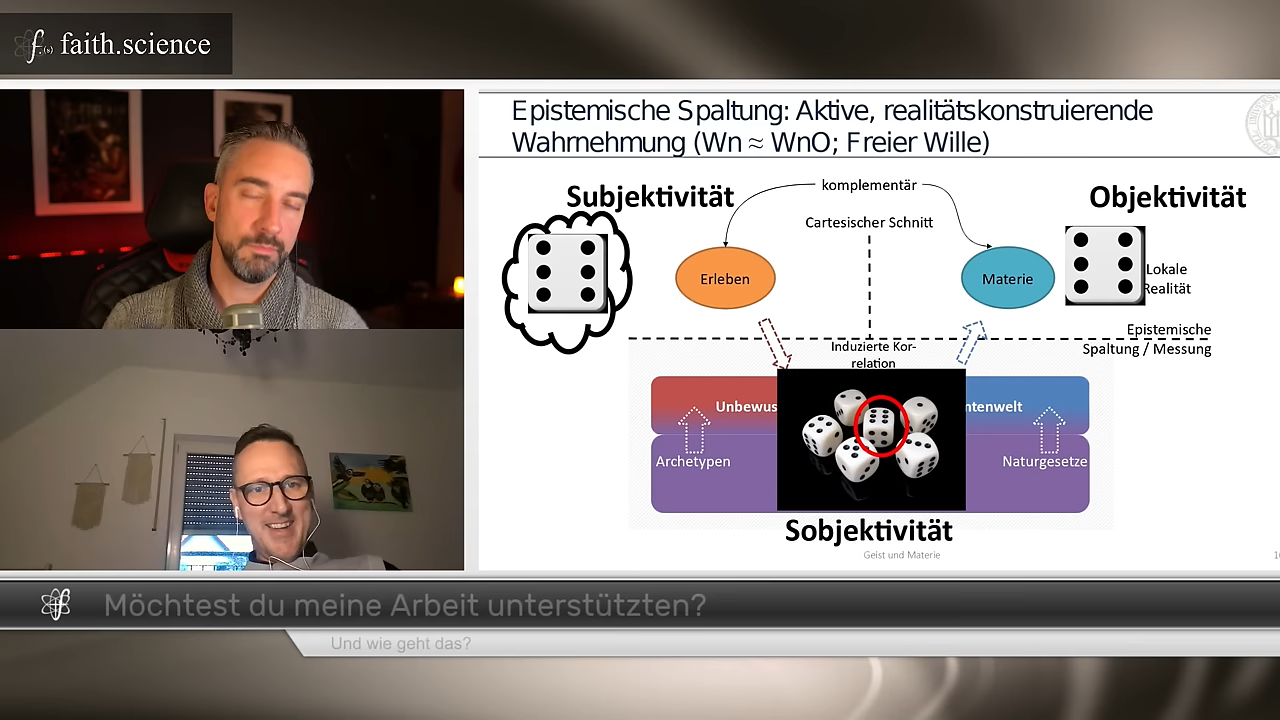 faith.science
Epistemische Spaltung: Aktive, realitätskonstruierende
Wahrnehmung (Wn ≈ WnO; Freier Wille)
Subjektivität
komplementär
Objektivität
Cartesischer Schnitt
Erleben
Materie
Lokale
Realität
Epistemische
Spaltung / Messung
Induzierte Kor-
relation
Unbewus
ntenwelt
Archetypen
Naturgesetze
Sobjektivität
Geist und Materie
Möchtest du meine Arbeit unterstützten?
Und wie geht das?